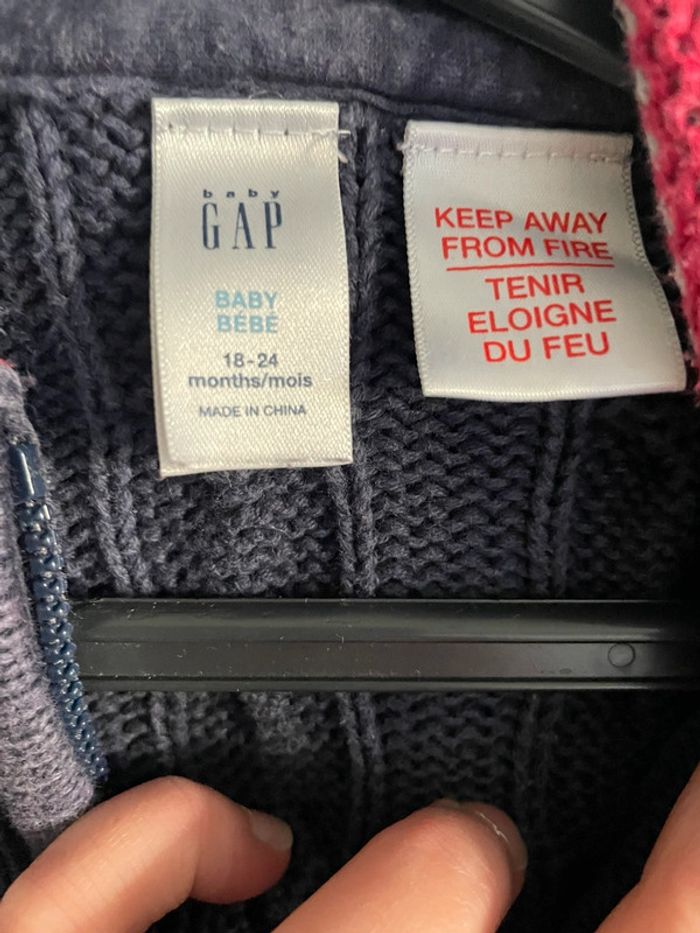 baby
GAP
BABY
BÉBÉ
18-24
months/mois
MADE IN CHINA
KEEP AWAY
FROM FIRE
TENIR
ELOIGNE
DU FEU